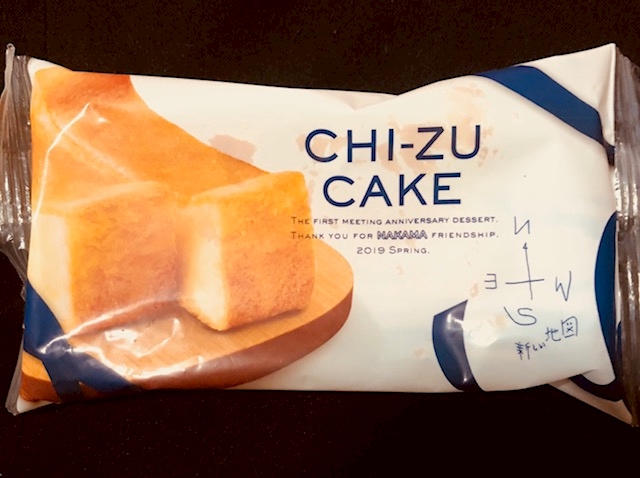 CHI-ZU
CAKE
THE FIRST MEETING ANNIVERSARY DESSERT.
THANK YOU FOR NAKAMA FRIENDSHIP.
2019 SPRING.
N
E W
S
新しい地図